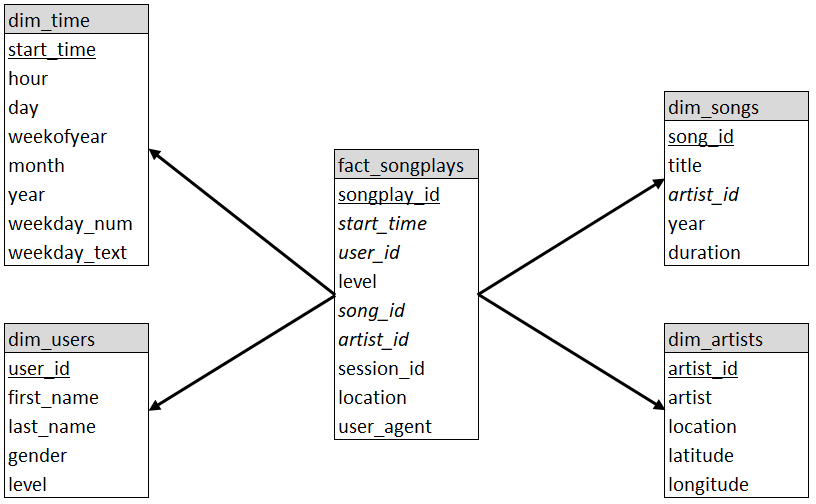 dim_time
start_time
hour
day
weekofyear
month
year
weekday_num
weekday_text
dim_users
user_id
first_name
last_name
gender
level
fact_songplays
songplay_id
start_time
user_id
level
song_id
artist_id
session_id
location
user_agent
dim_songs
song_id
title
artist_id
year
duration
dim_artists
artist_id
artist
location
latitude
longitude